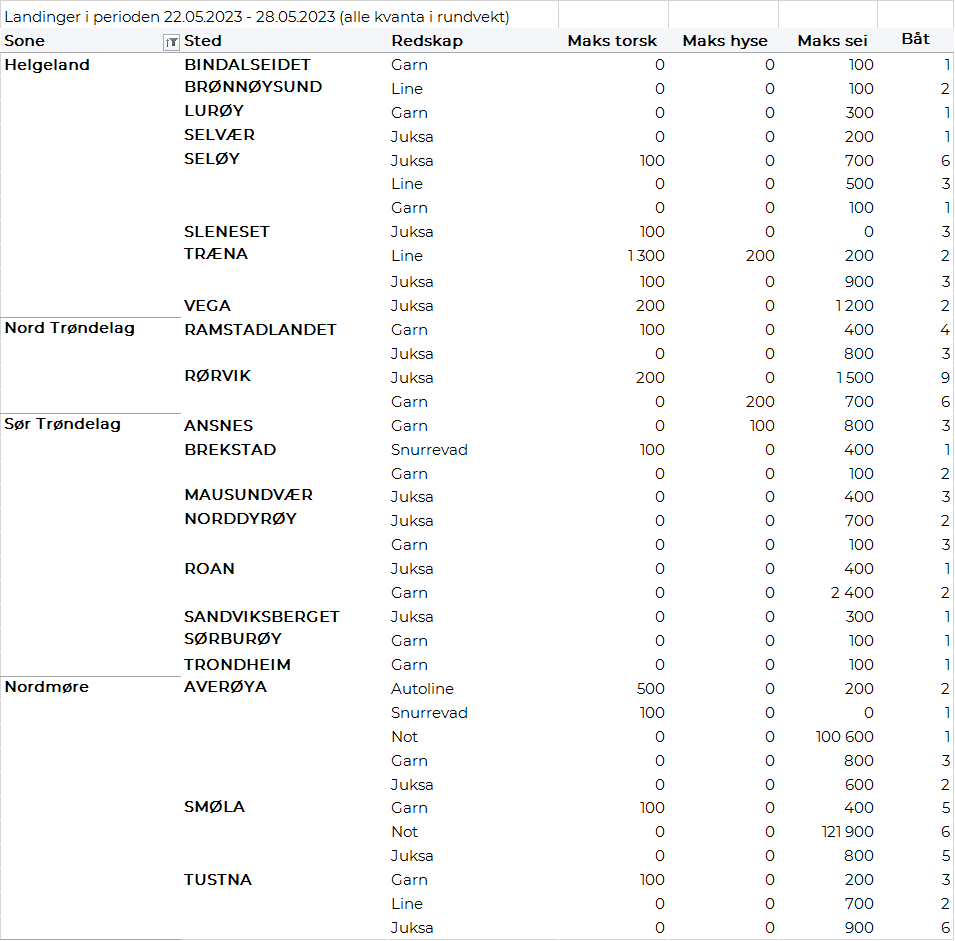 Landinger i perioden 22.05.2023 - 28.05.2023 (alle kvanta i rundvekt)
Sone Sted Redskap Maks torsk Maks hyse Maks sei Båt
Helgeland BINDALSEIDET Garn 0 0 100 1
BRØNNØYSUND Line 0 0 100 2
LURØY Garn 0 0 300 1
SELVÆR Juksa 0 0 200 1
SELØY Juksa 100 0 700 6
Line 0 0 500 3
Garn 0 0 100 1
SLENESET Juksa 100 0 0 3
TRÆNA Line 1 300 200 200 2
Juksa 100 0 900 3
VEGA Juksa 200 0 1 200 2
Nord Trøndelag RAMSTADLANDET Garn 100 0 400 4
Juksa 0 0 800 3
RØRVIK Juksa 200 0 1 500 9
Garn 0 200 700 6
Sør Trøndelag ANSNES Garn 0 100 800 3
BREKSTAD Snurrevad 100 0 400 1
Garn 0 0 100 2
MAUSUNDVÆR Juksa 0 0 400 3
NORDDYRØY Juksa 0 0 700 2
Garn 0 0 100 3
ROAN Juksa 0 0 400 1
Garn 0 0 2 400 2
SANDVIKSBERGET Juksa 0 0 300 1
SØRBURØY Garn 0 0 100 1
TRONDHEIM Garn 0 0 100 1
Nordmøre AVERØYA Autoline 500 0 200 2
Snurrevad 100 0 0 1
Not 0 0 100 600 1
Garn 0 0 800 3
Juksa 0 0 600 2
SMØLA Garn 100 0 400 5
Not 0 0 121 900 6
Juksa 0 0 800 5
TUSTNA Garn 100 0 200 3
Line 0 0 700 2
Juksa 0 0 900 6